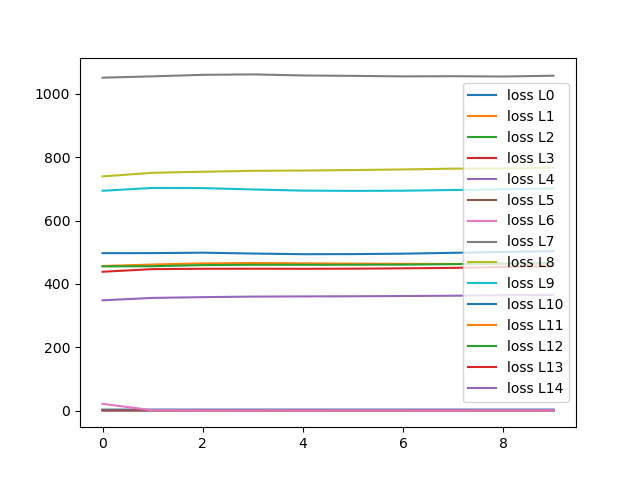 1000
800
600
400
200
0
0
2
4
6
8
loss L0
loss L1
loss L2
loss L3
loss L4
loss L5
loss L6
loss L7
loss L8
loss L9
loss L10
loss L11
loss L12
loss L13
loss L14